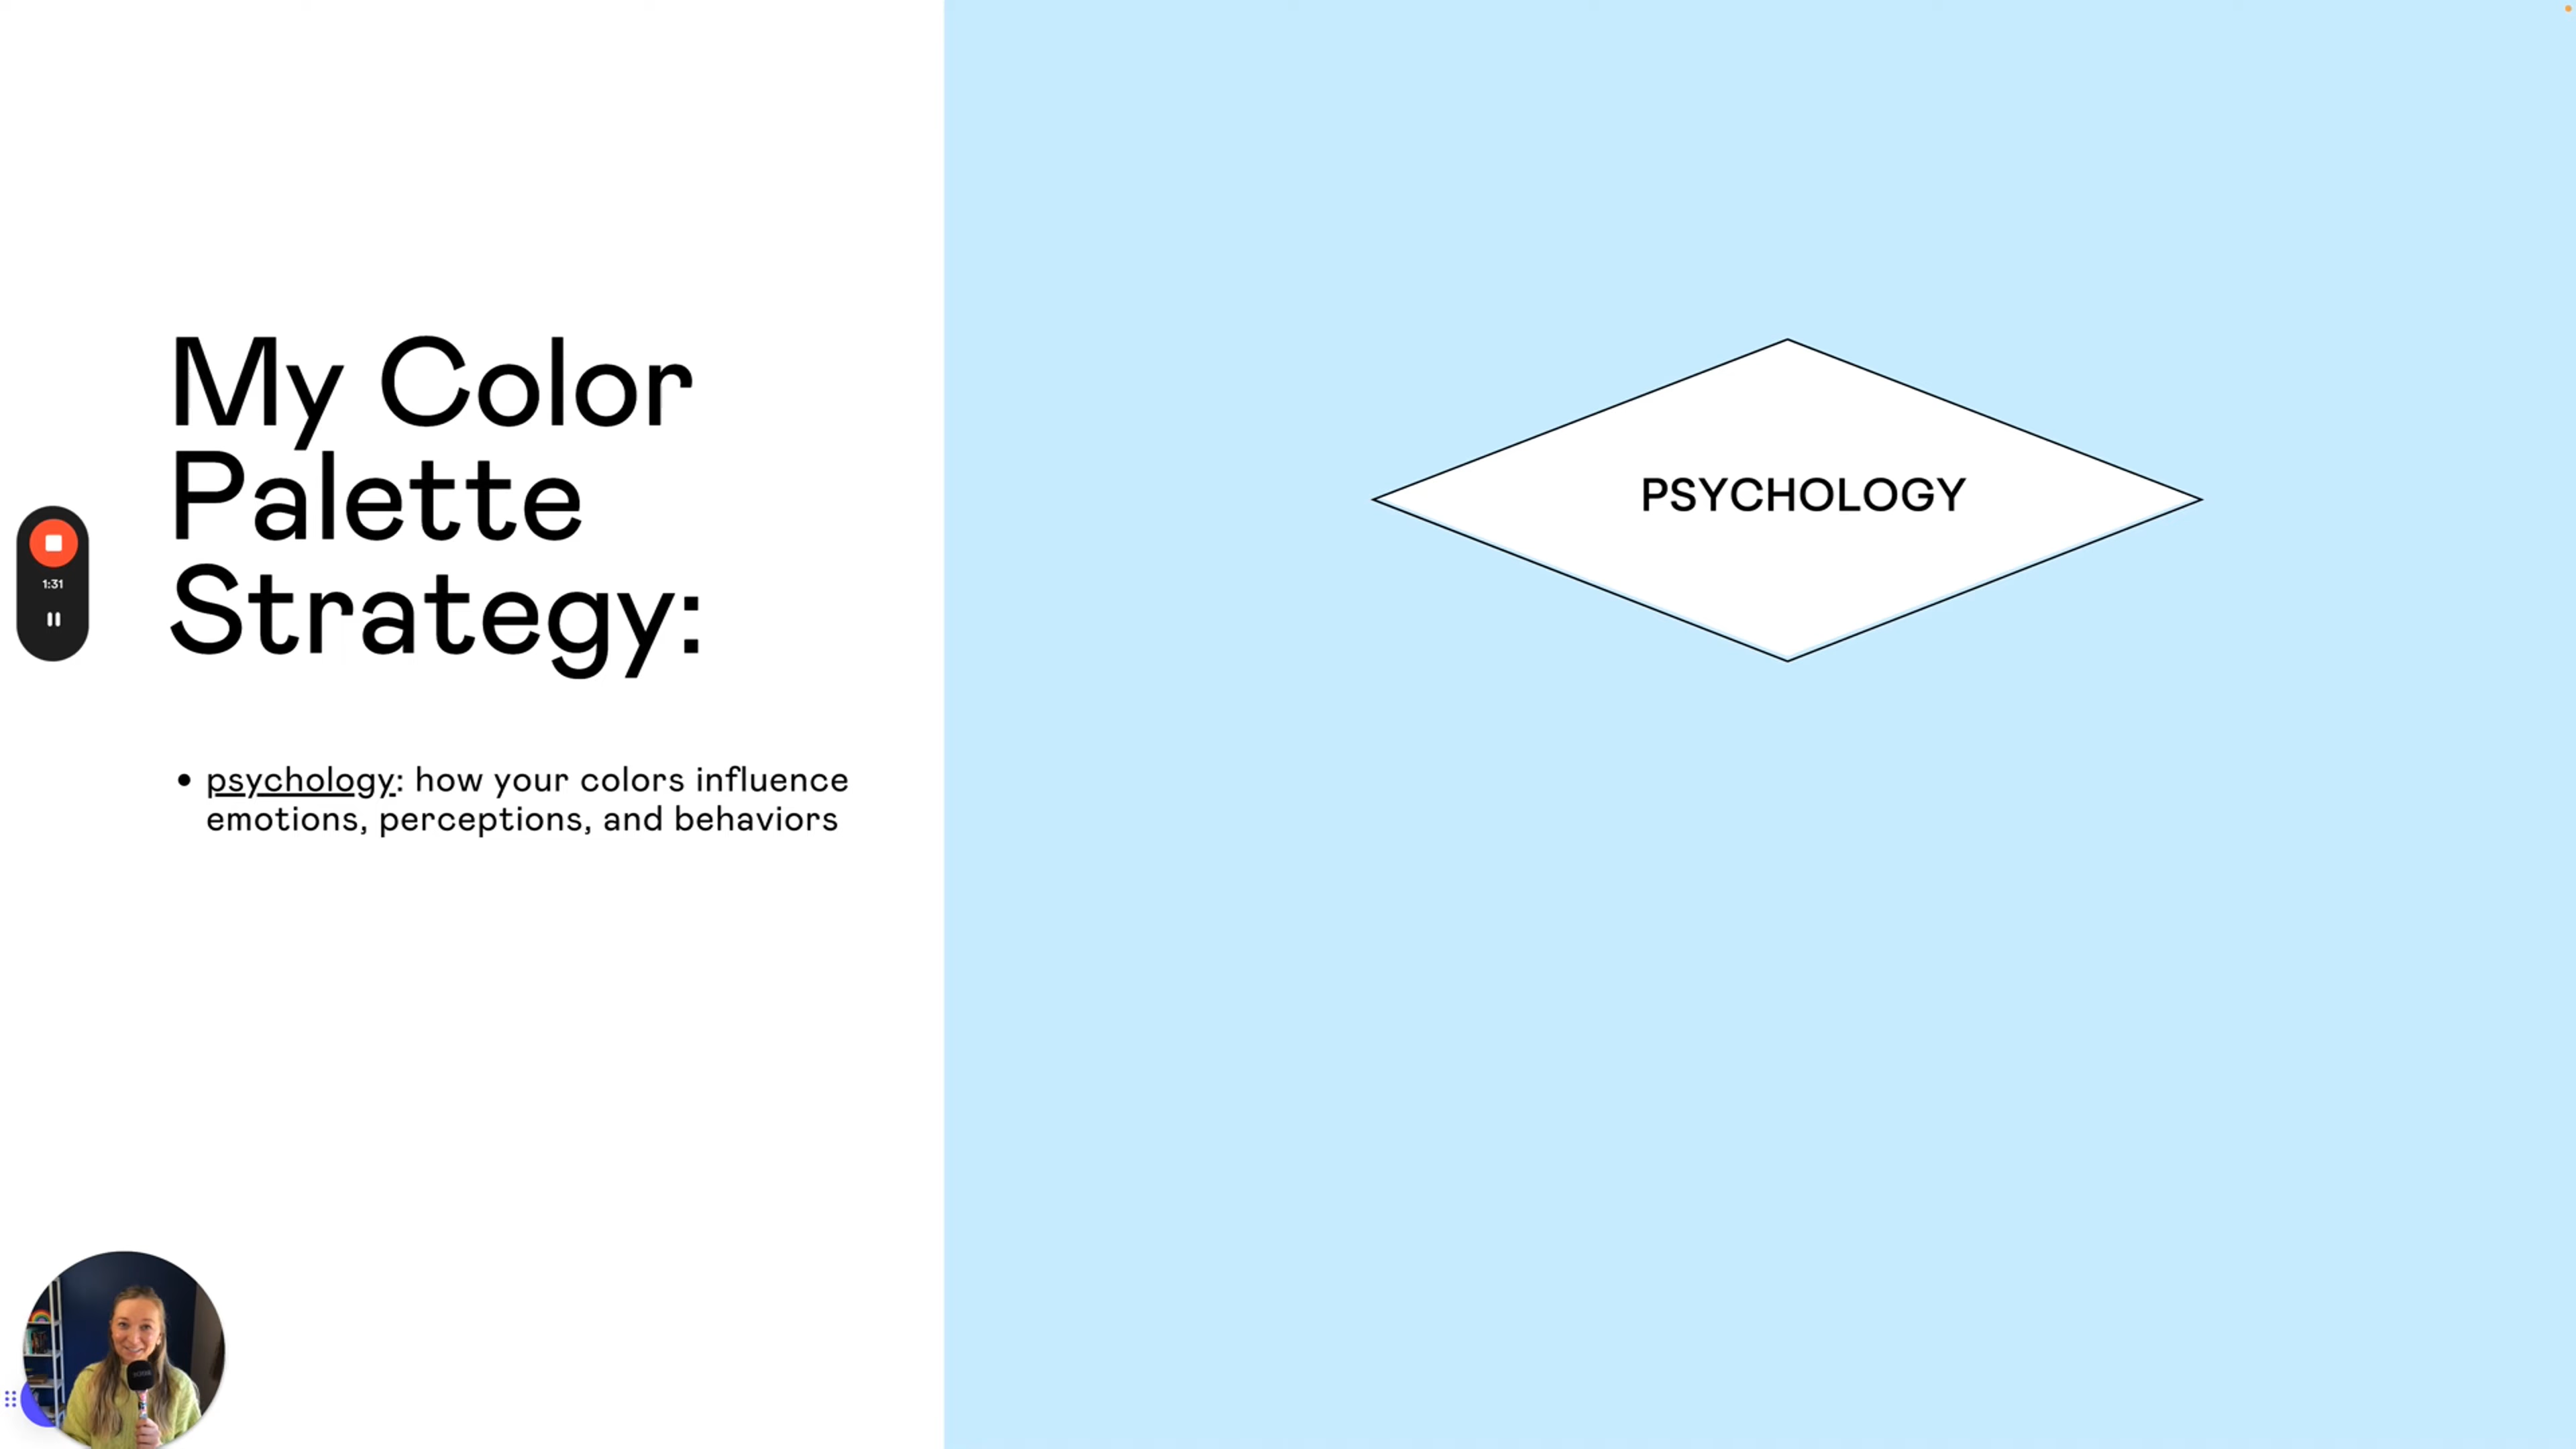 My Color
Palette
Strategy:
psychology: how your colors influence
emotions, perceptions, and behaviors
PSYCHOLOGY
1:31